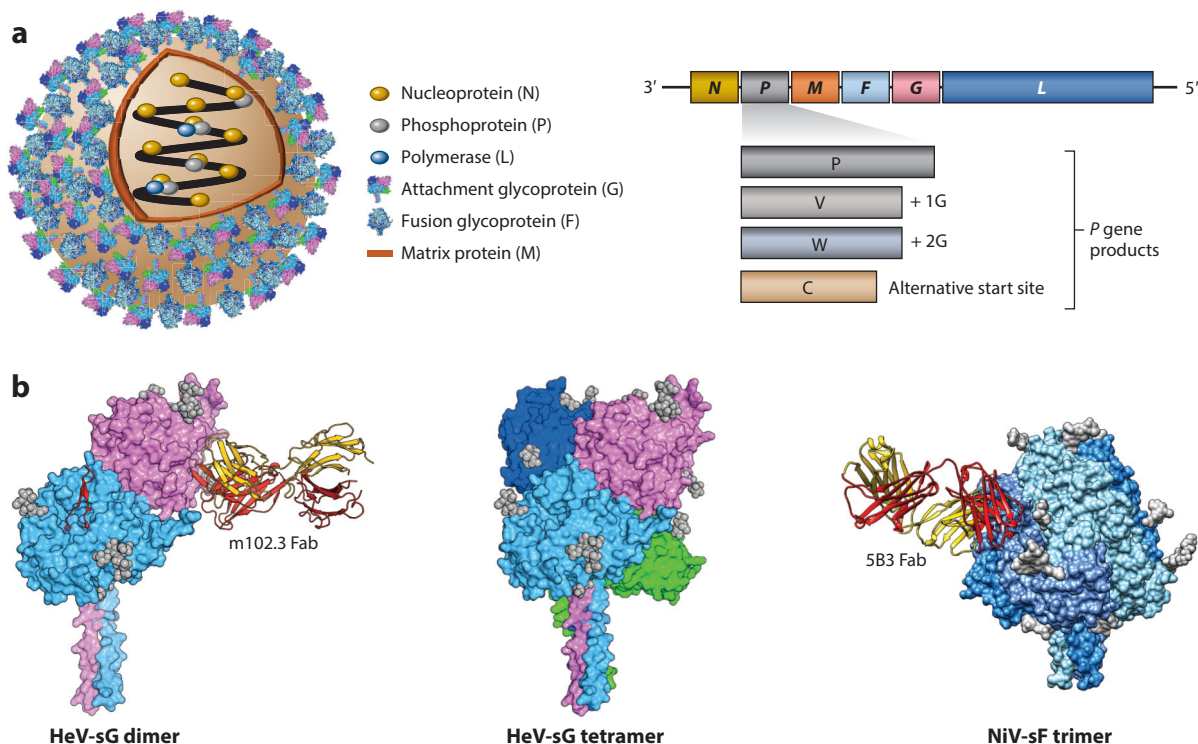 a
Nucleoprotein (N)
Phosphoprotein (P)
Polymerase (L)
Attachment glycoprotein (G)
Fusion glycoprotein (F)
Matrix protein (M)
3′ N P M F G L 5′
P
V + 1G
W + 2G
C Alternative start site
P gene
products
b
m102.3 Fab
5B3 Fab
HeV-sG dimer
HeV-sG tetramer
NiV-sF trimer